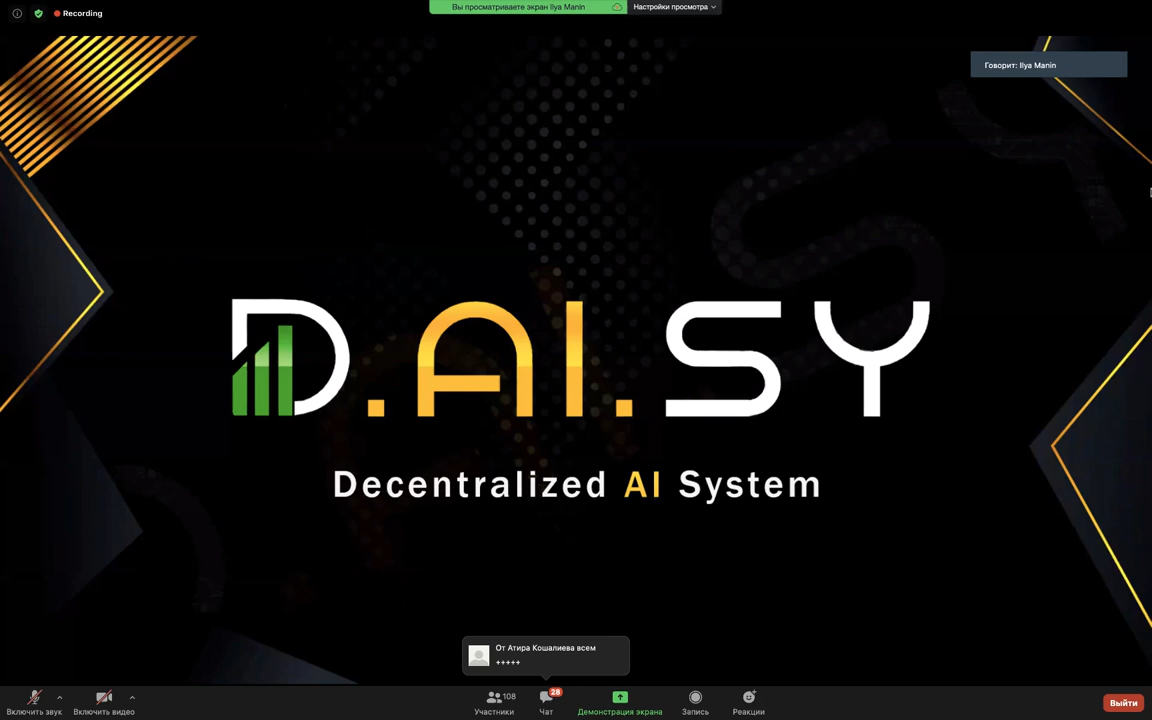 Recording
Вы просматриваете экран Ilya Manin
Настройки просмотра
Говорит: Ilya Manin
D.AI.SY
Decentralized AI System
От Атира Кошалиева всем
+++++
Включить звук
Включить видео
108
Участники
28
Чат
Демонстрация экрана
Запись
Реакции
Выйти